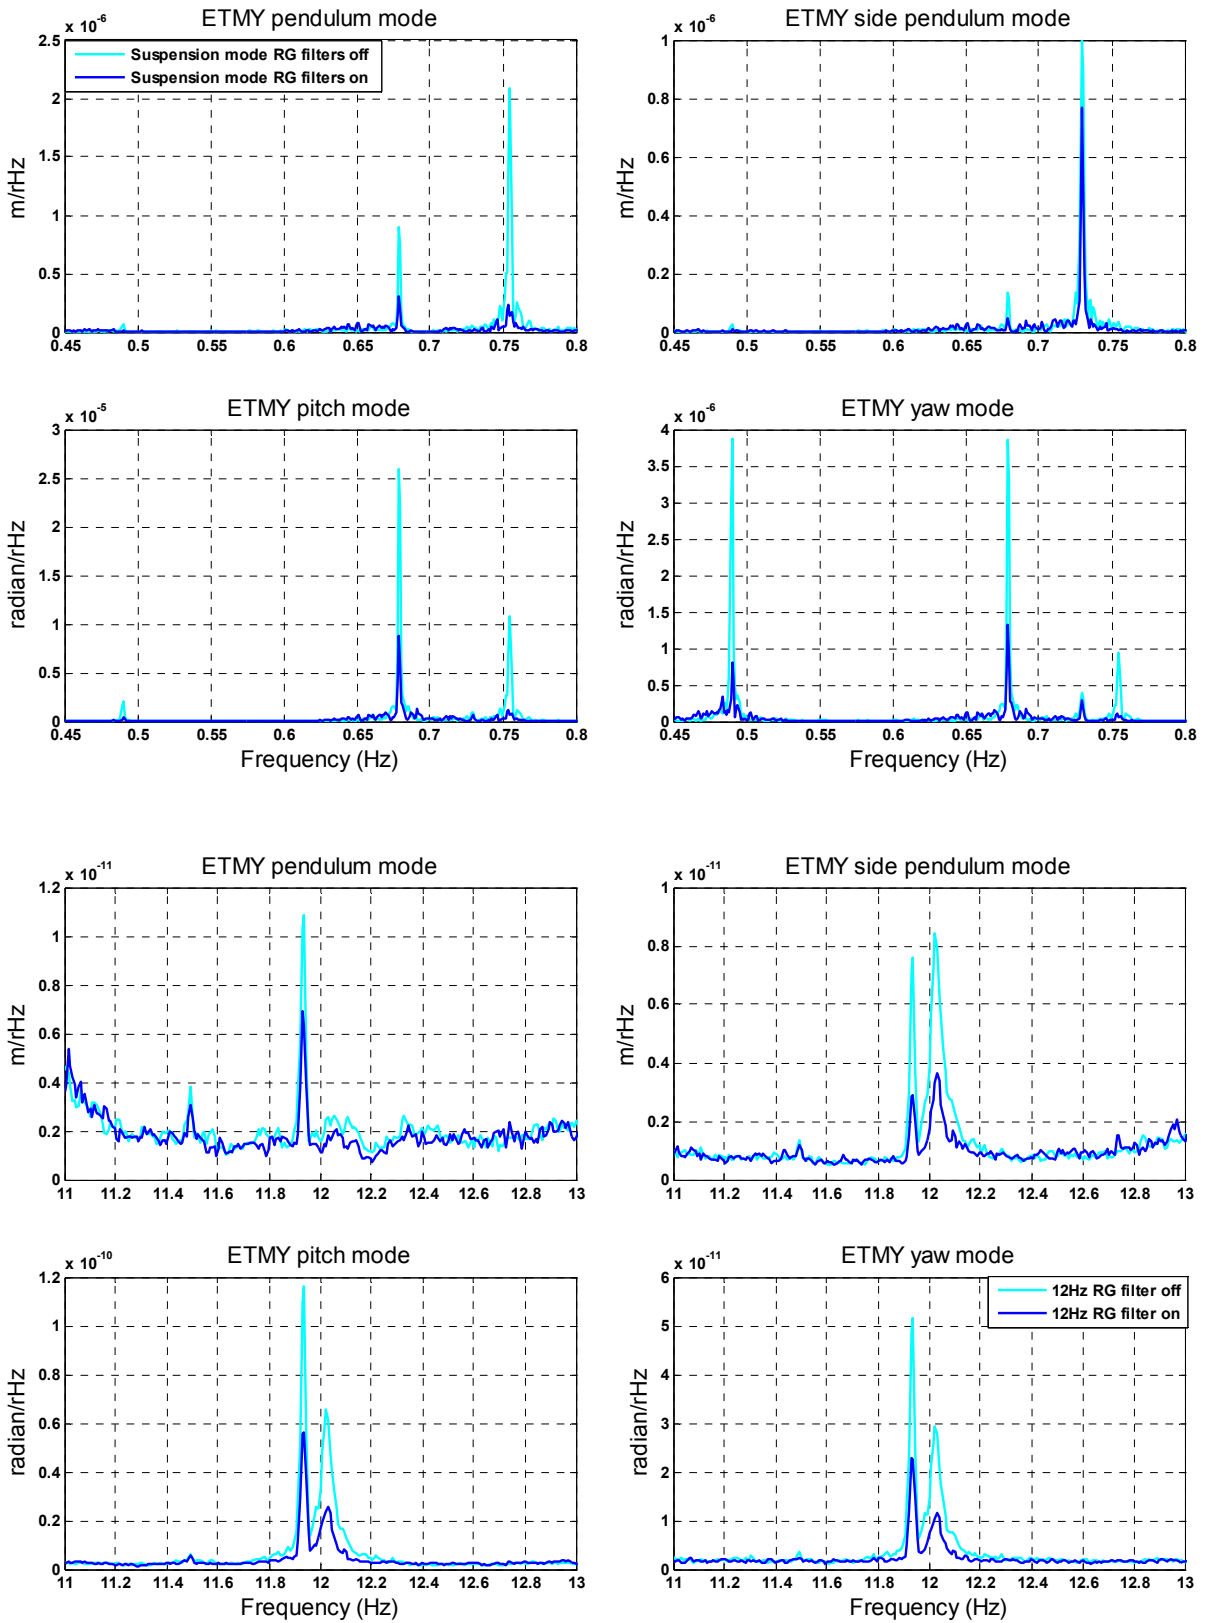 ETMY pendulum mode
x 10-6
2.5
2
1.5
1
0.5
0
m/rHz
Suspension mode RG filters off
Suspension mode RG filters on
0.45 0.5 0.55 0.6 0.65 0.7 0.75 0.8
ETMY side pendulum mode
x 10-6
1
0.8
0.6
0.4
0.2
0
m/rHz
0.45 0.5 0.55 0.6 0.65 0.7 0.75 0.8
ETMY pitch mode
x 10-5
3
2.5
2
1.5
1
0.5
0
radian/rHz
0.45 0.5 0.55 0.6 0.65 0.7 0.75 0.8
Frequency (Hz)
ETMY yaw mode
x 10-6
4
3.5
3
2.5
2
1.5
1
0.5
0
radian/rHz
0.45 0.5 0.55 0.6 0.65 0.7 0.75 0.8
Frequency (Hz)
ETMY pendulum mode
x 10-11
1.2
1
0.8
0.6
0.4
0.2
0
m/rHz
11 11.2 11.4 11.6 11.8 12 12.2 12.4 12.6 12.8 13
ETMY side pendulum mode
x 10-11
1
0.8
0.6
0.4
0.2
0
m/rHz
11 11.2 11.4 11.6 11.8 12 12.2 12.4 12.6 12.8 13
ETMY pitch mode
x 10-10
1.2
1
0.8
0.6
0.4
0.2
0
radian/rHz
11 11.2 11.4 11.6 11.8 12 12.2 12.4 12.6 12.8 13
Frequency (Hz)
ETMY yaw mode
x 10-11
6
5
4
3
2
1
0
radian/rHz
12Hz RG filter off
12Hz RG filter on
11 11.2 11.4 11.6 11.8 12 12.2 12.4 12.6 12.8 13
Frequency (Hz)